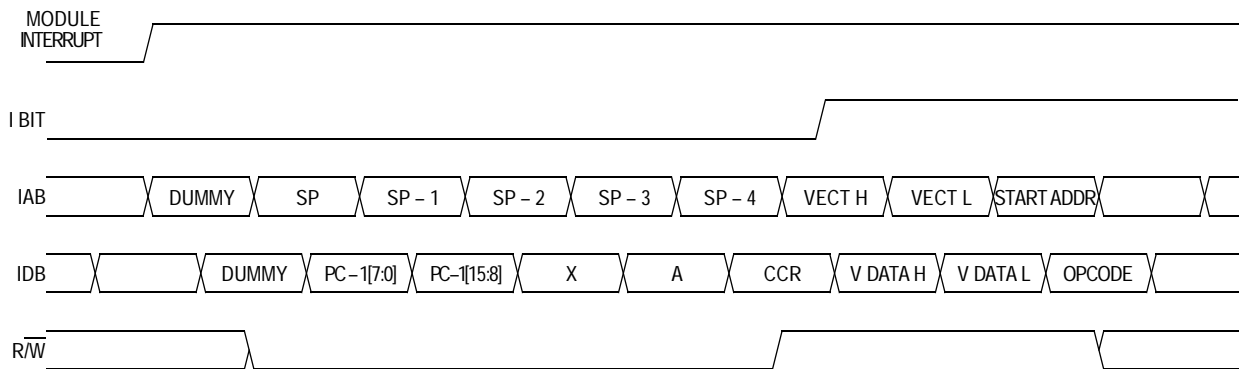 MODULE
INTERRUPT
I BIT
IAB DUMMY SP SP – 1 SP – 2 SP – 3 SP – 4 VECT H VECT L START ADDR
IDB DUMMY PC – 1[7:0] PC–1[15:8] X A CCR V DATA H V DATA L OPCODE
R/W